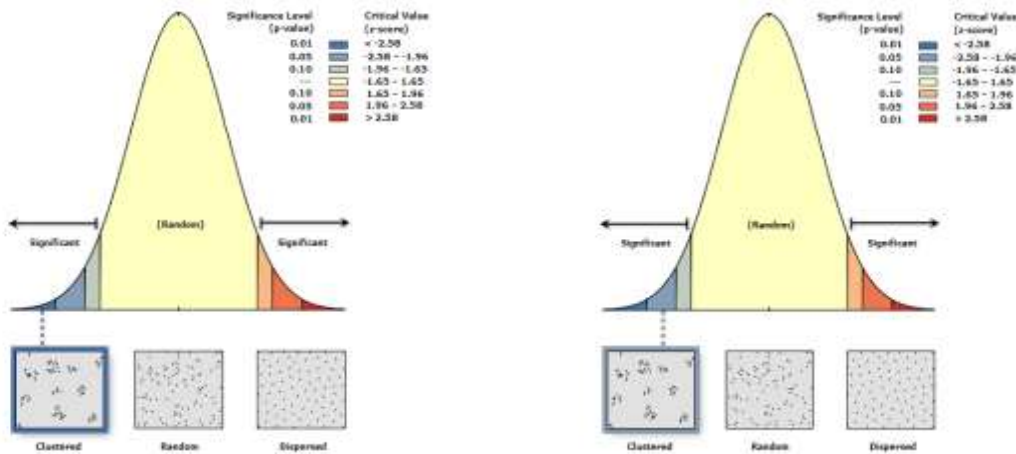 Significance Level (p-value) Critical Value (z-score)
0.01 < -2.58
0.05 -2.58 – -1.96
0.10 -1.96 – -1.65
— -1.65 – 1.65
0.10 1.65 – 1.96
0.05 1.96 – 2.58
0.01 > 2.58
(Random)
Significant Significant
Clustered Random Dispersed
Significance Level (p-value) Critical Value (z-score)
0.01 < -2.58
0.05 -2.58 – -1.96
0.10 -1.96 – -1.65
— -1.65 – 1.65
0.10 1.65 – 1.96
0.05 1.96 – 2.58
0.01 > 2.58
(Random)
Significant Significant
Clustered Random Dispersed